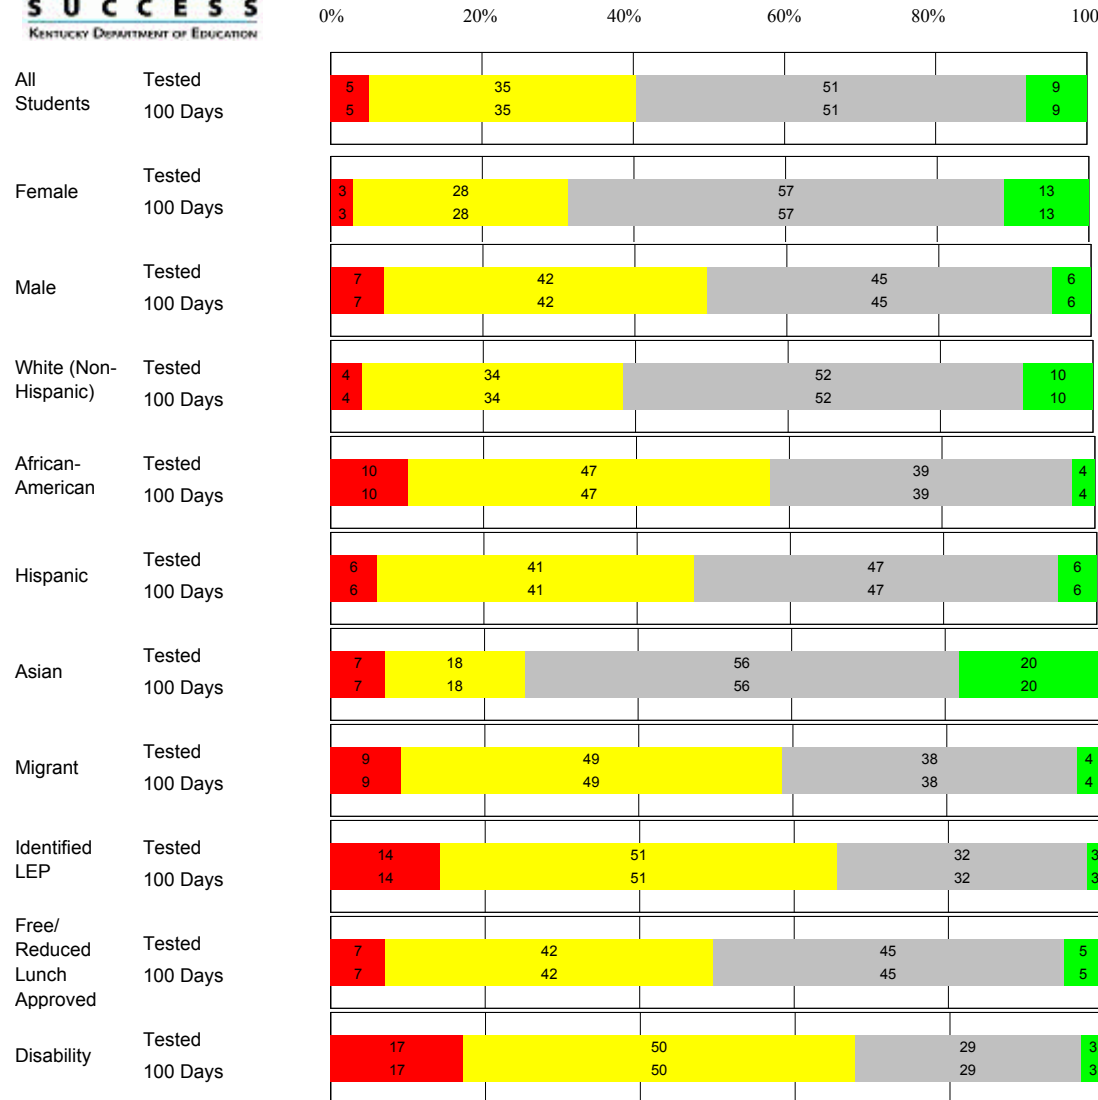 SUCCESS
KENTUCKY DEPARTMENT OF EDUCATION
0% 20% 40% 60% 80% 100
All Students
Tested 5 35 51 9
100 Days 5 35 51 9
Female
Tested 3 28 57 13
100 Days 3 28 57 13
Male
Tested 7 42 45 6
100 Days 7 42 45 6
White (Non-
Hispanic)
Tested 4 34 52 10
100 Days 4 34 52 10
African-
American
Tested 10 47 39 4
100 Days 10 47 39 4
Hispanic
Tested 6 41 47 6
100 Days 6 41 47 6
Asian
Tested 7 18 56 20
100 Days 7 18 56 20
Migrant
Tested 9 49 38 4
100 Days 9 49 38 4
Identified
LEP
Tested 14 51 32 3
100 Days 14 51 32 3
Free/
Reduced
Lunch
Approved
Tested 7 42 45 5
100 Days 7 42 45 5
Disability
Tested 17 50 29 3
100 Days 17 50 29 3